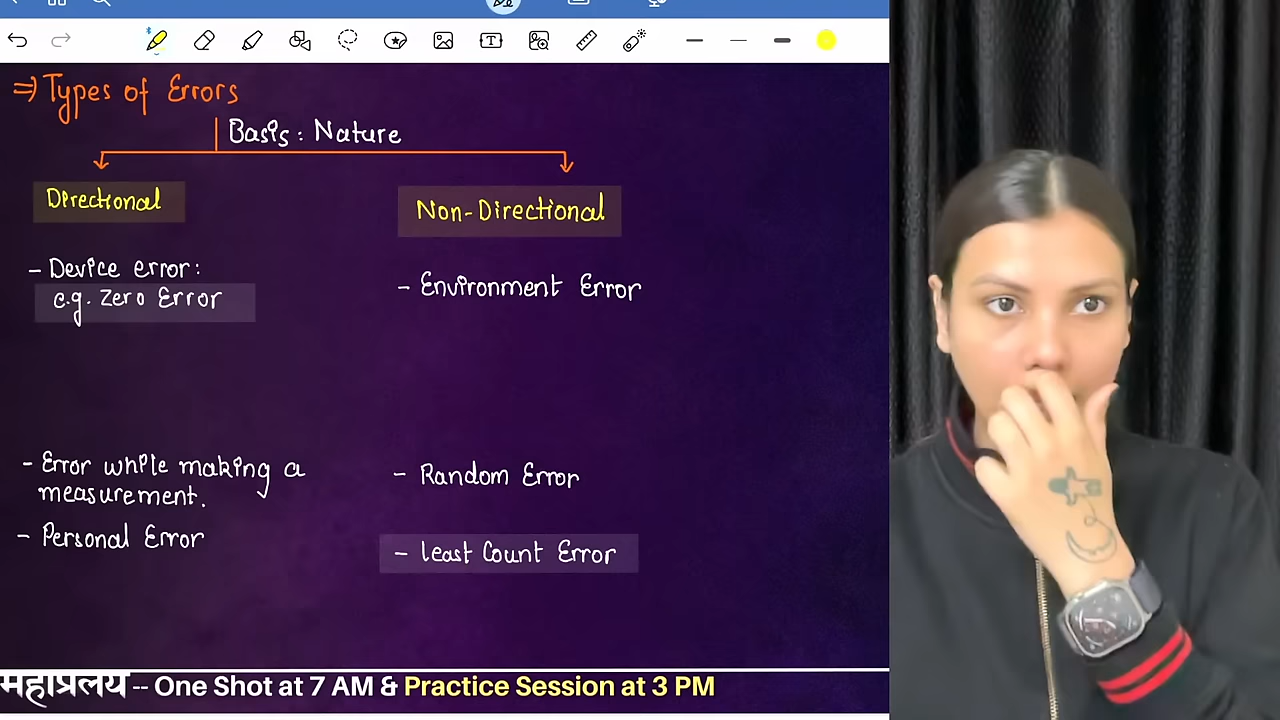 ⇒ Types of Errors
Basis: Nature
Directional
Non-Directional
- Device error:
e.g. Zero Error
- Environment Error
- Error while making a
measurement.
- Random Error
- Personal Error
- Least Count Error
महाप्रलय -- One Shot at 7 AM & Practice Session at 3 PM